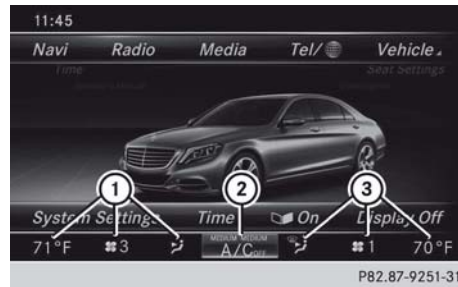 11:45
Navi Radio Media Tel/ Vehicle
Time Seat Settings
1 2 3
System Settings Time On Display Off
MEDIUM MEDIUM
71°F 3 A/C OFF 1 70°F
P82.87-9251-31